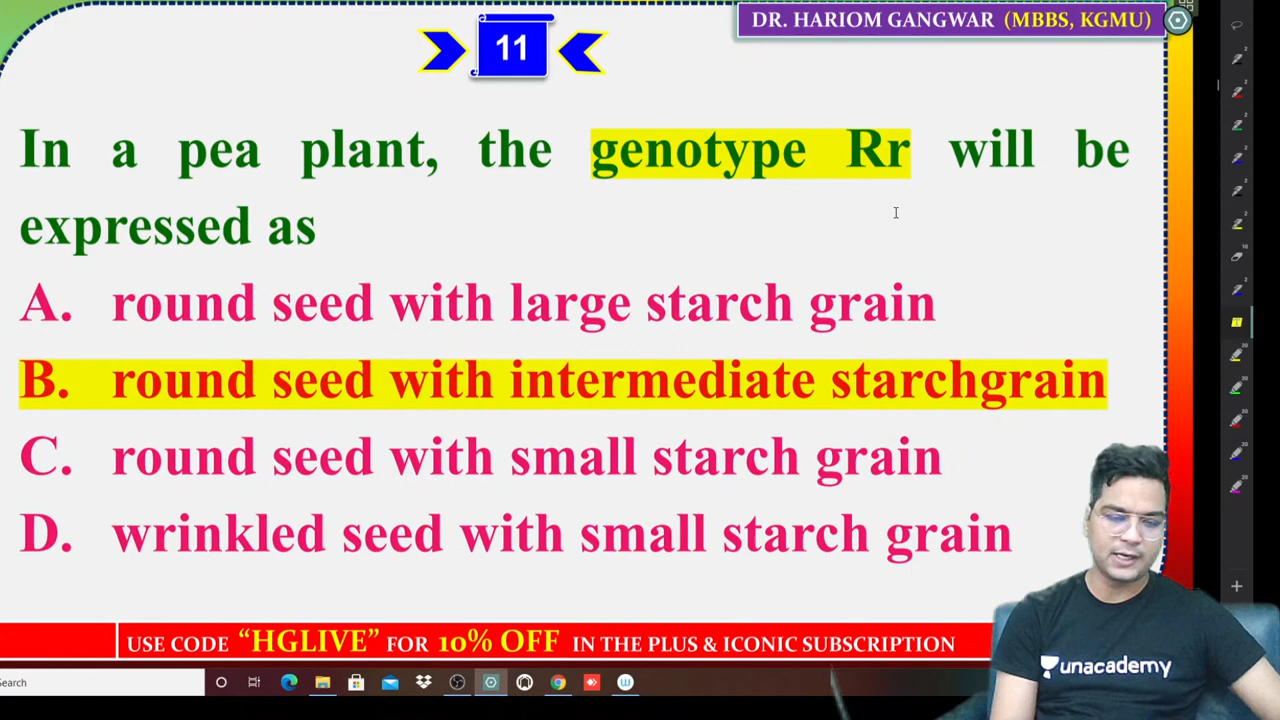 DR. HARIOM GANGWAR (MBBS, KGMU)
11
In a pea plant, the genotype Rr will be
expressed as
A. round seed with large starch grain
B. round seed with intermediate starchgrain
C. round seed with small starch grain
D. wrinkled seed with small starch grain
USE CODE “HGLIVE” FOR 10% OFF IN THE PLUS & ICONIC SUBSCRIPTION
unacademy
Search